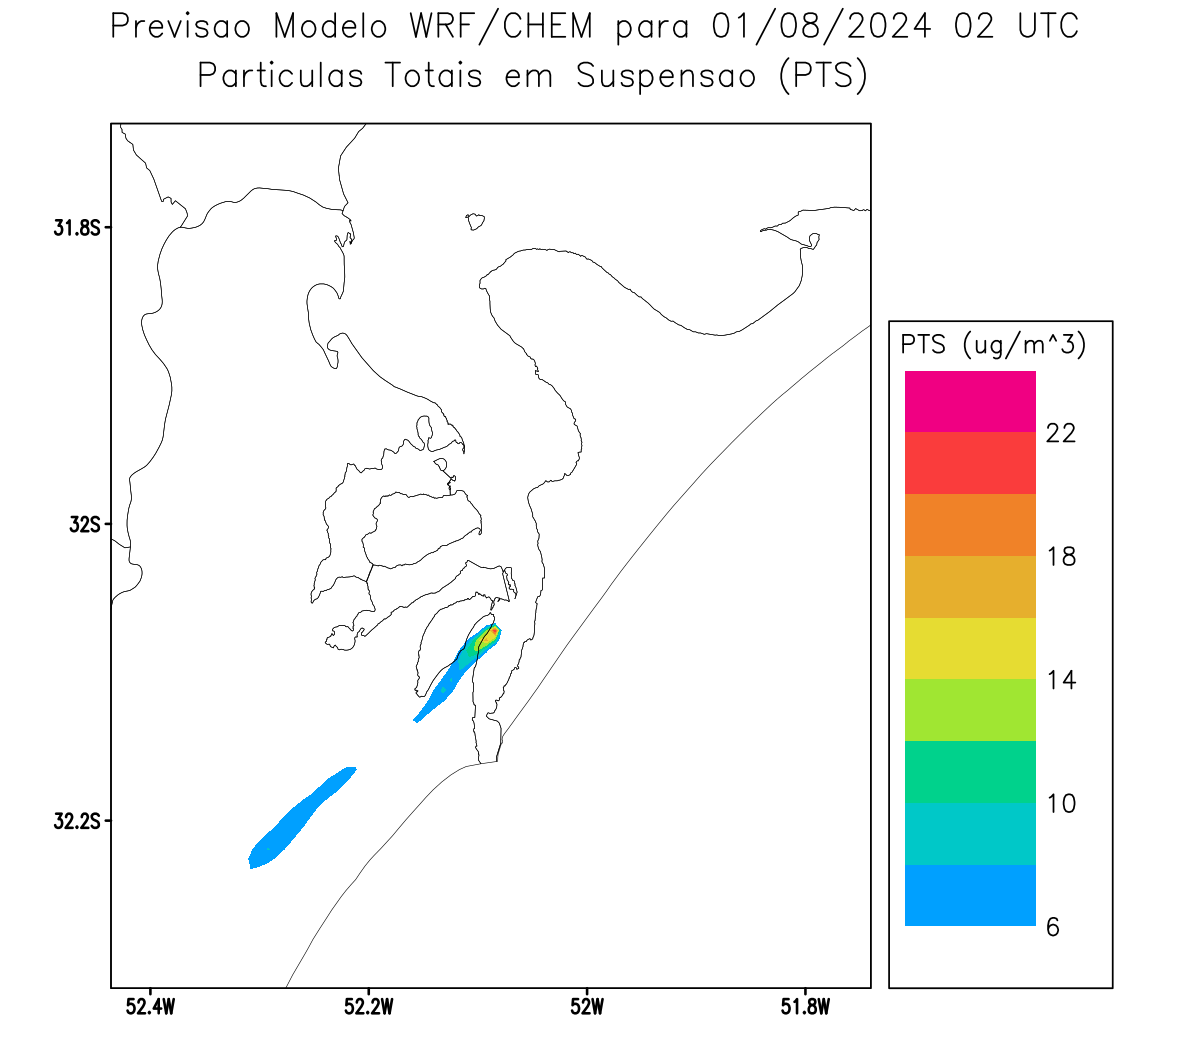 Previsao Modelo WRF/CHEM para 01/08/2024 02 UTC
Particulas Totais em Suspensao (PTS)
31.8S
32S
32.2S
52.4W
52.2W
52W
51.8W
PTS (ug/m^3)
22
18
14
10
6